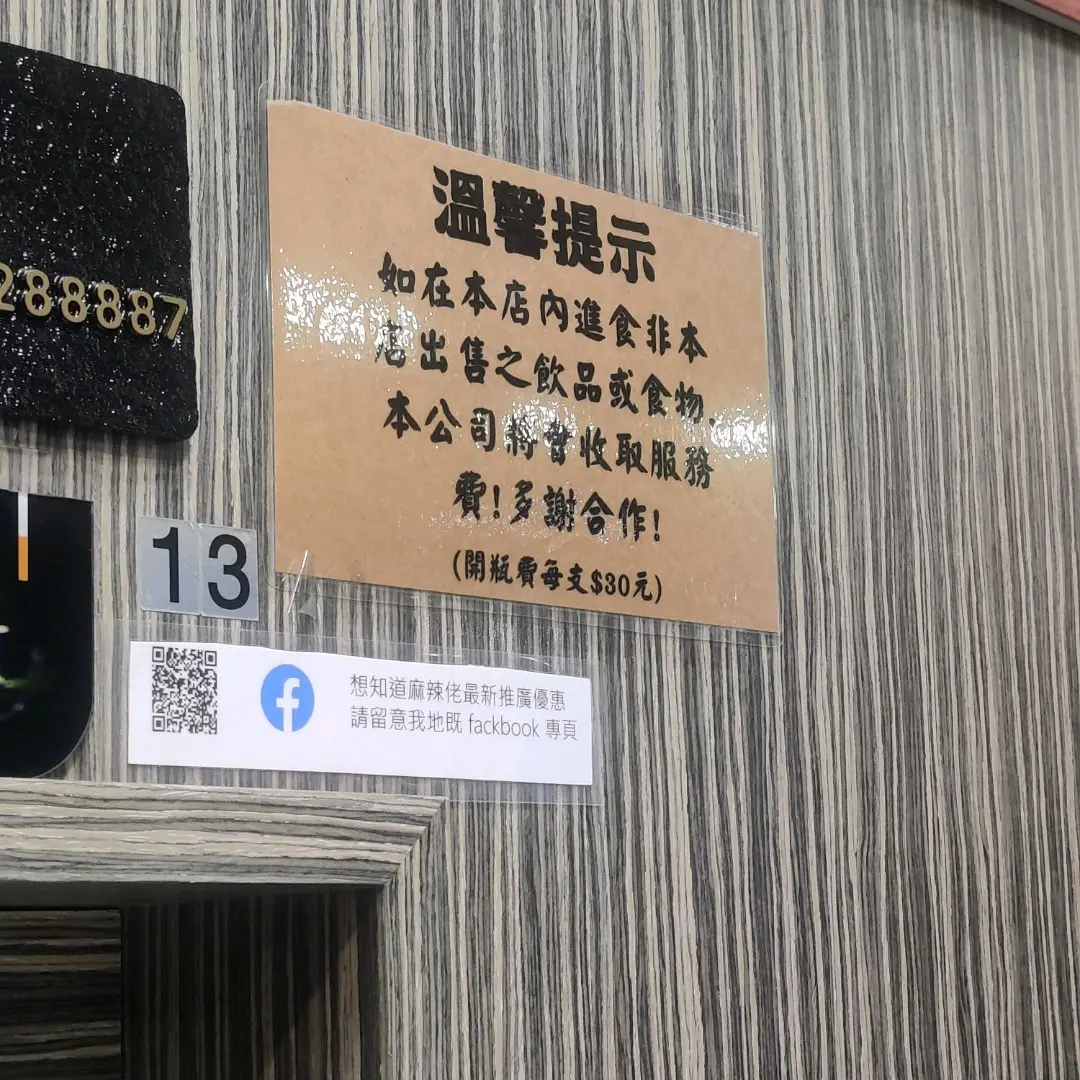 288887
溫馨提示
如在本店內進食非本
店出售之飲品或食物,
本公司將會收取服務
費!多謝合作!
(開瓶費每支$30元)
13
想知道麻辣佬最新推廣優惠
請留意我地既 fackbook 專頁